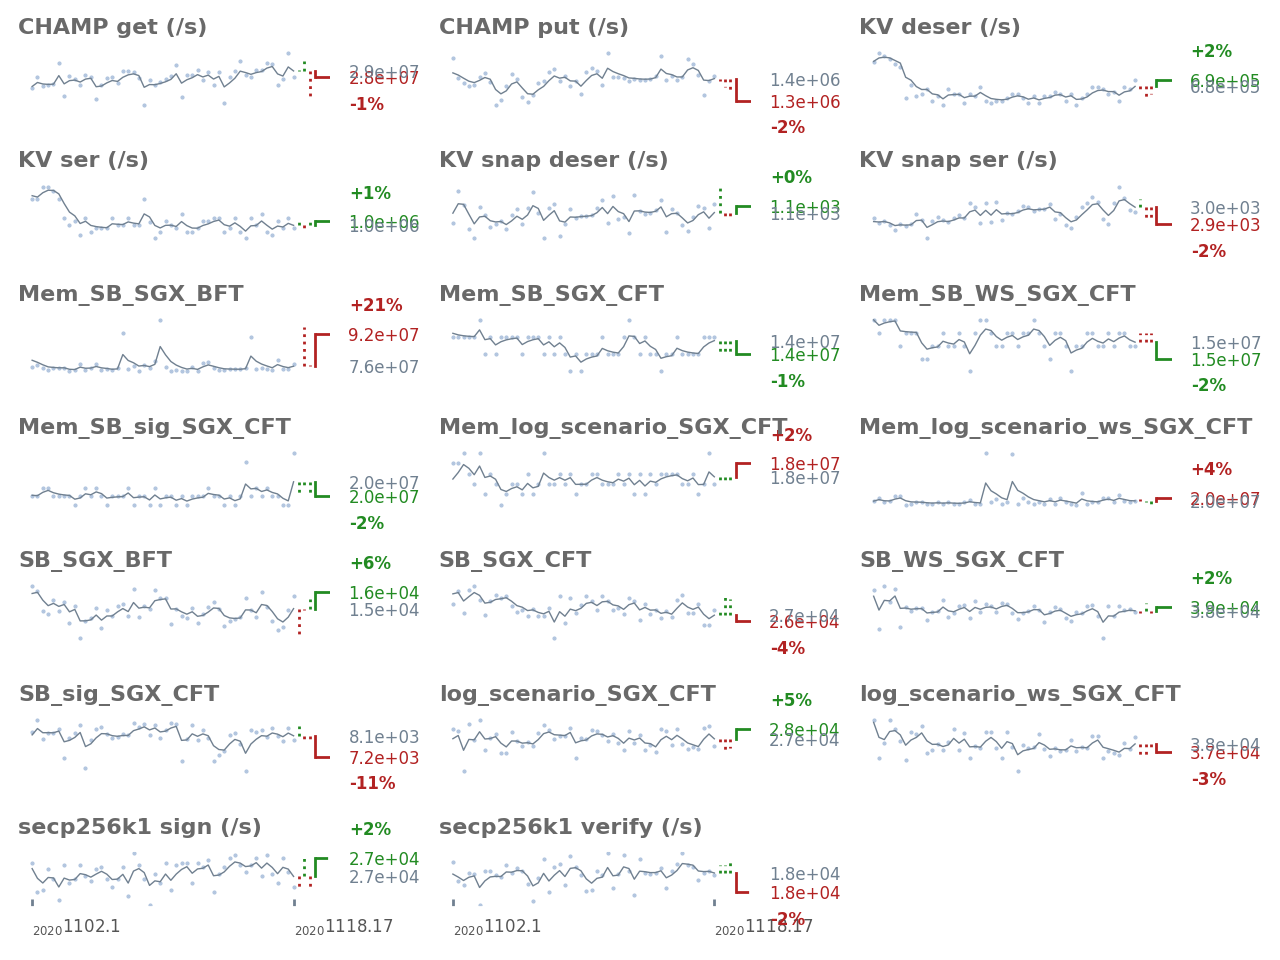 CHAMP get (/s)
2.9e+07
2.8e+07
-1%
CHAMP put (/s)
1.4e+06
1.3e+06
-2%
KV deser (/s)
+2%
6.9e+05
6.8e+05
KV ser (/s)
+1%
1.0e+06
1.0e+06
KV snap deser (/s)
+0%
1.1e+03
1.1e+03
KV snap ser (/s)
3.0e+03
2.9e+03
-2%
Mem_SB_SGX_BFT
+21%
9.2e+07
7.6e+07
Mem_SB_SGX_CFT
1.4e+07
1.4e+07
-1%
Mem_SB_WS_SGX_CFT
1.5e+07
1.5e+07
-2%
Mem_SB_sig_SGX_CFT
2.0e+07
2.0e+07
-2%
Mem_log_scenario_SGX_CFT
+2%
1.8e+07
1.8e+07
Mem_log_scenario_ws_SGX_CFT
+4%
2.0e+07
2.0e+07
SB_SGX_BFT
+6%
1.6e+04
1.5e+04
SB_SGX_CFT
2.7e+04
2.6e+04
-4%
SB_WS_SGX_CFT
+2%
3.9e+04
3.8e+04
SB_sig_SGX_CFT
8.1e+03
7.2e+03
-11%
log_scenario_SGX_CFT
+5%
2.8e+04
2.7e+04
log_scenario_ws_SGX_CFT
3.8e+04
3.7e+04
-3%
secp256k1 sign (/s)
+2%
2.7e+04
2.7e+04
20201102.1
20201118.17
secp256k1 verify (/s)
1.8e+04
1.8e+04
-2%
20201102.1
20201118.17